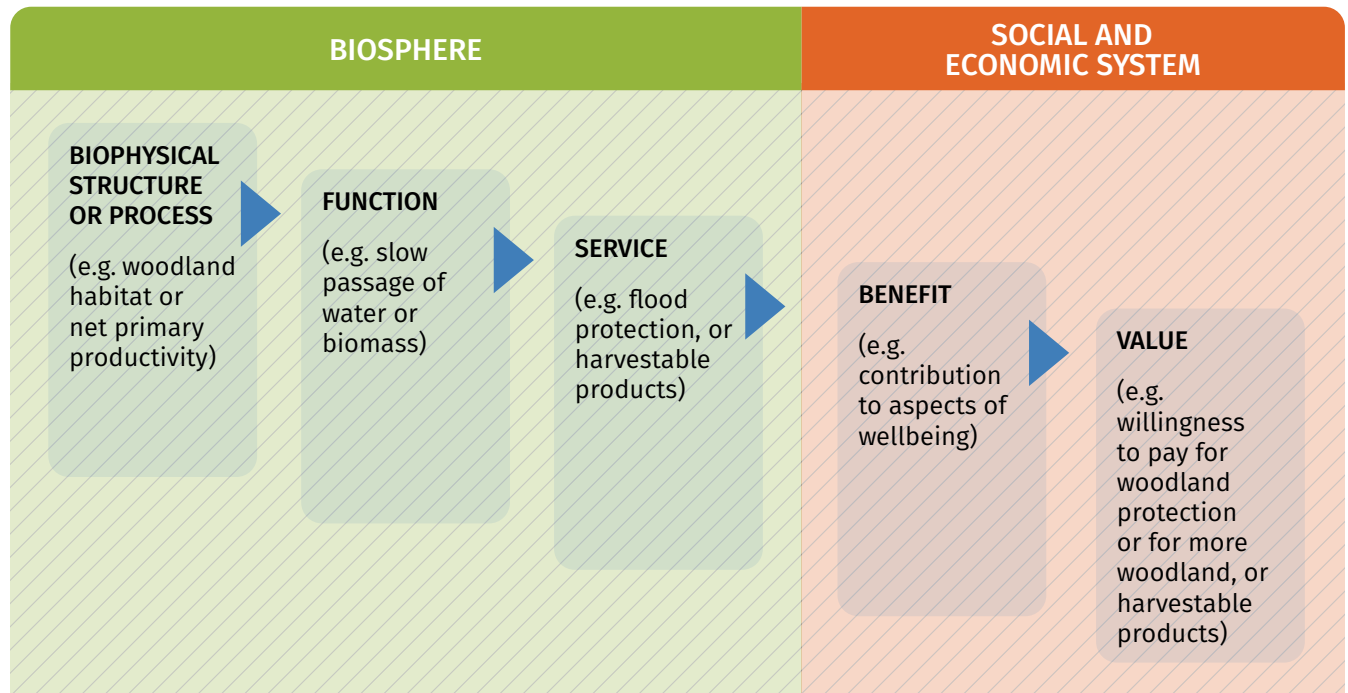 BIOSPHERE
SOCIAL AND
ECONOMIC SYSTEM
BIOPHYSICAL
STRUCTURE
OR PROCESS
(e.g. woodland
habitat or
net primary
productivity)
FUNCTION
(e.g. slow
passage of
water or
biomass)
SERVICE
(e.g. flood
protection, or
harvestable
products)
BENEFIT
(e.g.
contribution
to aspects of
wellbeing)
VALUE
(e.g.
willingness
to pay for
woodland
protection
or for more
woodland, or
harvestable
products)